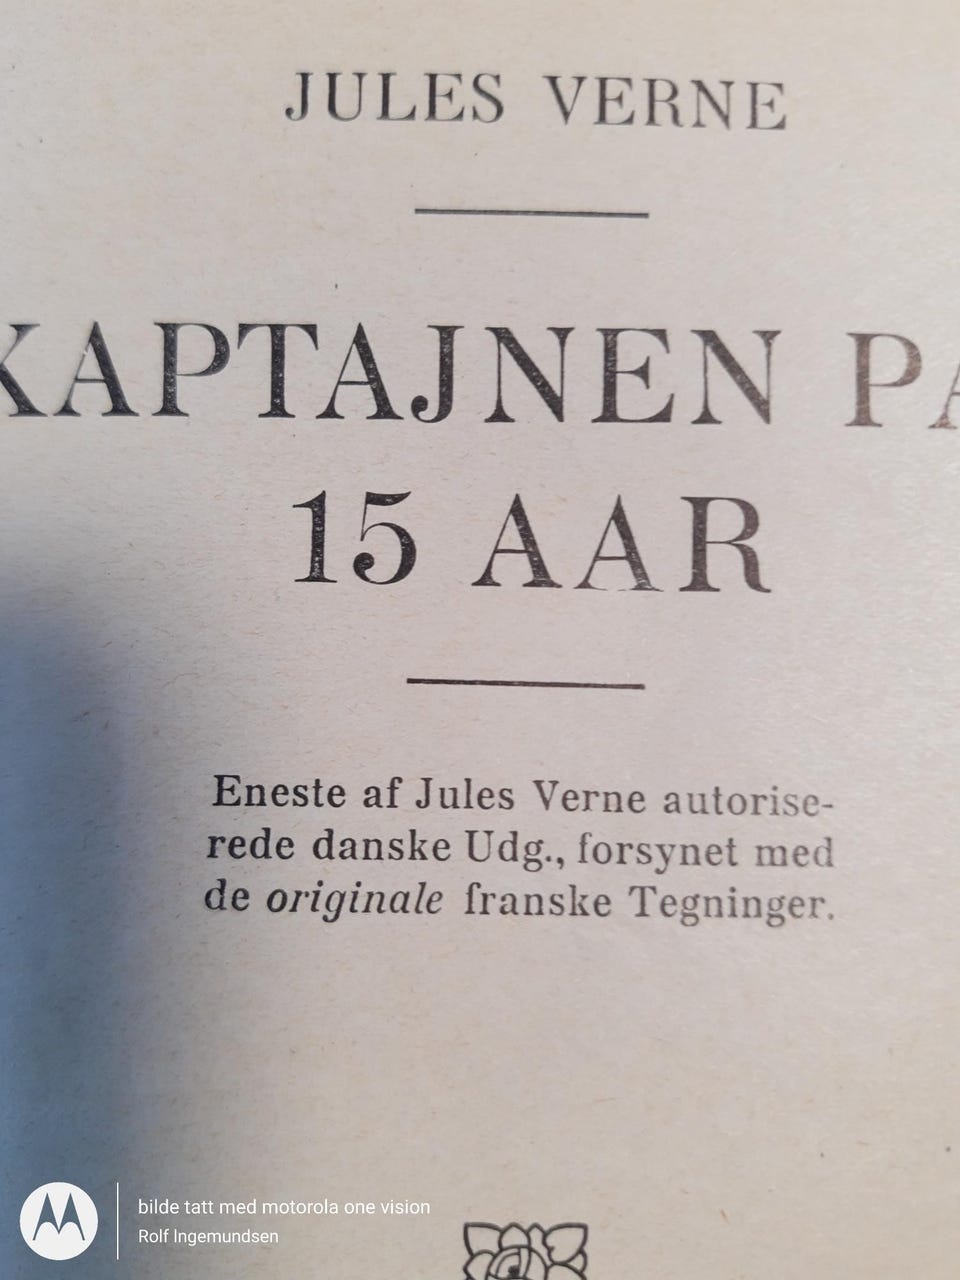 JULES VERNE
KAPTAJNEN PA
15 AAR
Eneste af Jules Verne autorise-
rede danske Udg., forsynet med
de originale franske Tegninger.
bilde tatt med motorola one vision
Rolf Ingemundsen